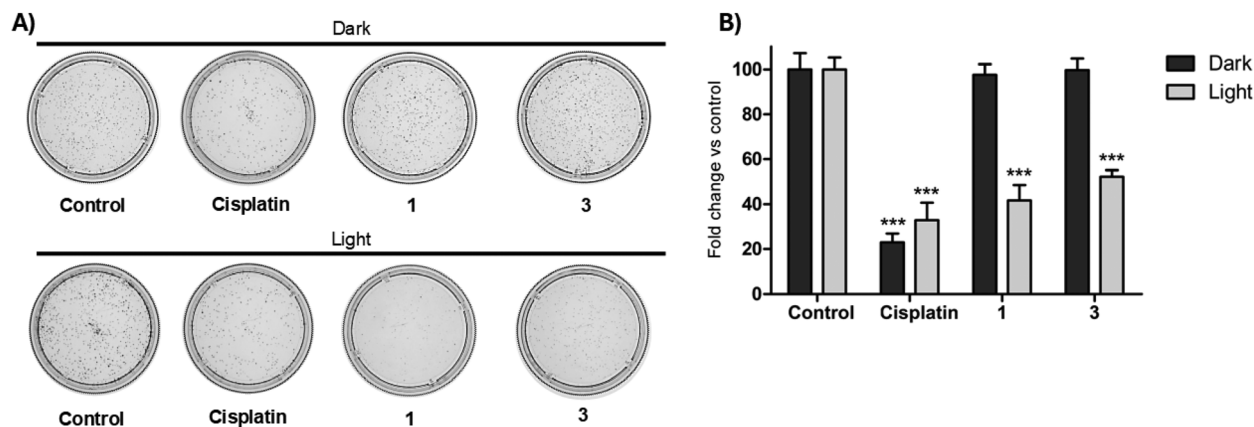 A)
Dark
Control Cisplatin 1 3
Light
Control Cisplatin 1 3
B)
Fold change vs control
100
80
60
40
20
0
*** *** *** ***
Control Cisplatin 1 3
Dark
Light